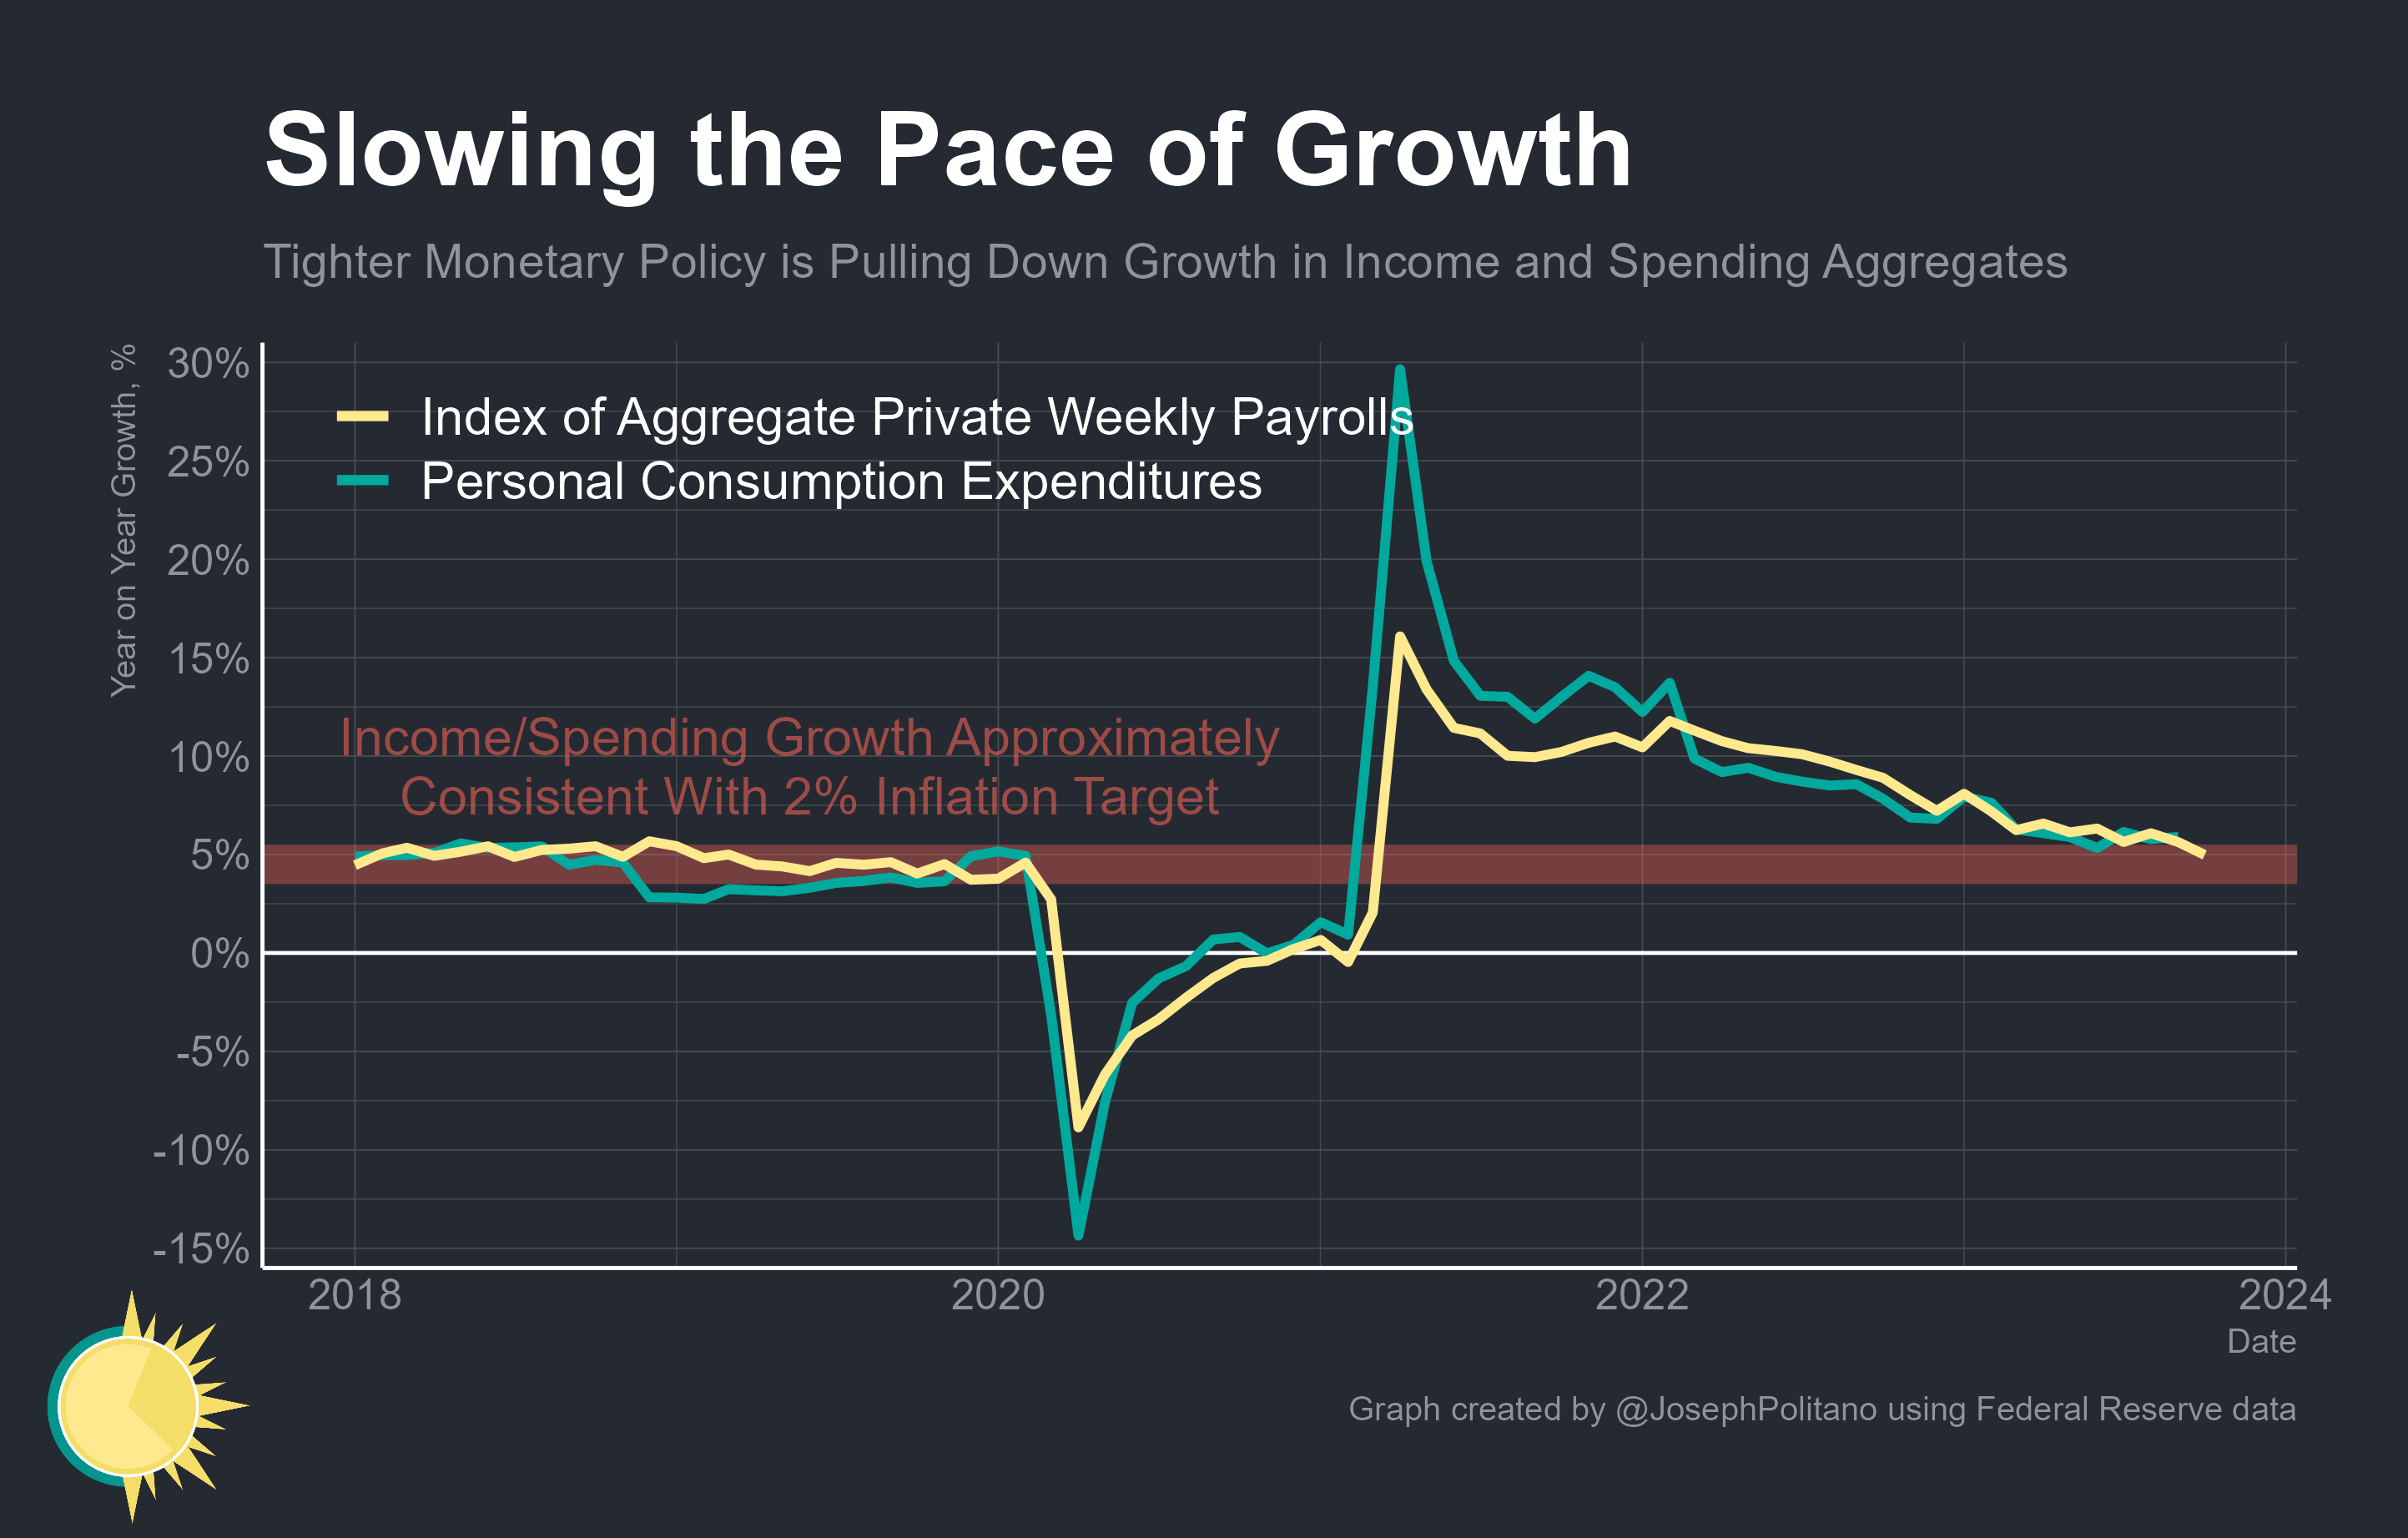 Slowing the Pace of Growth
Tighter Monetary Policy is Pulling Down Growth in Income and Spending Aggregates
Year on Year Growth, %
30%
25%
20%
15%
10%
5%
0%
-5%
-10%
-15%
Index of Aggregate Private Weekly Payrolls
Personal Consumption Expenditures
Income/Spending Growth Approximately
Consistent With 2% Inflation Target
2018
2020
2022
2024
Date
Graph created by @JosephPolitano using Federal Reserve data